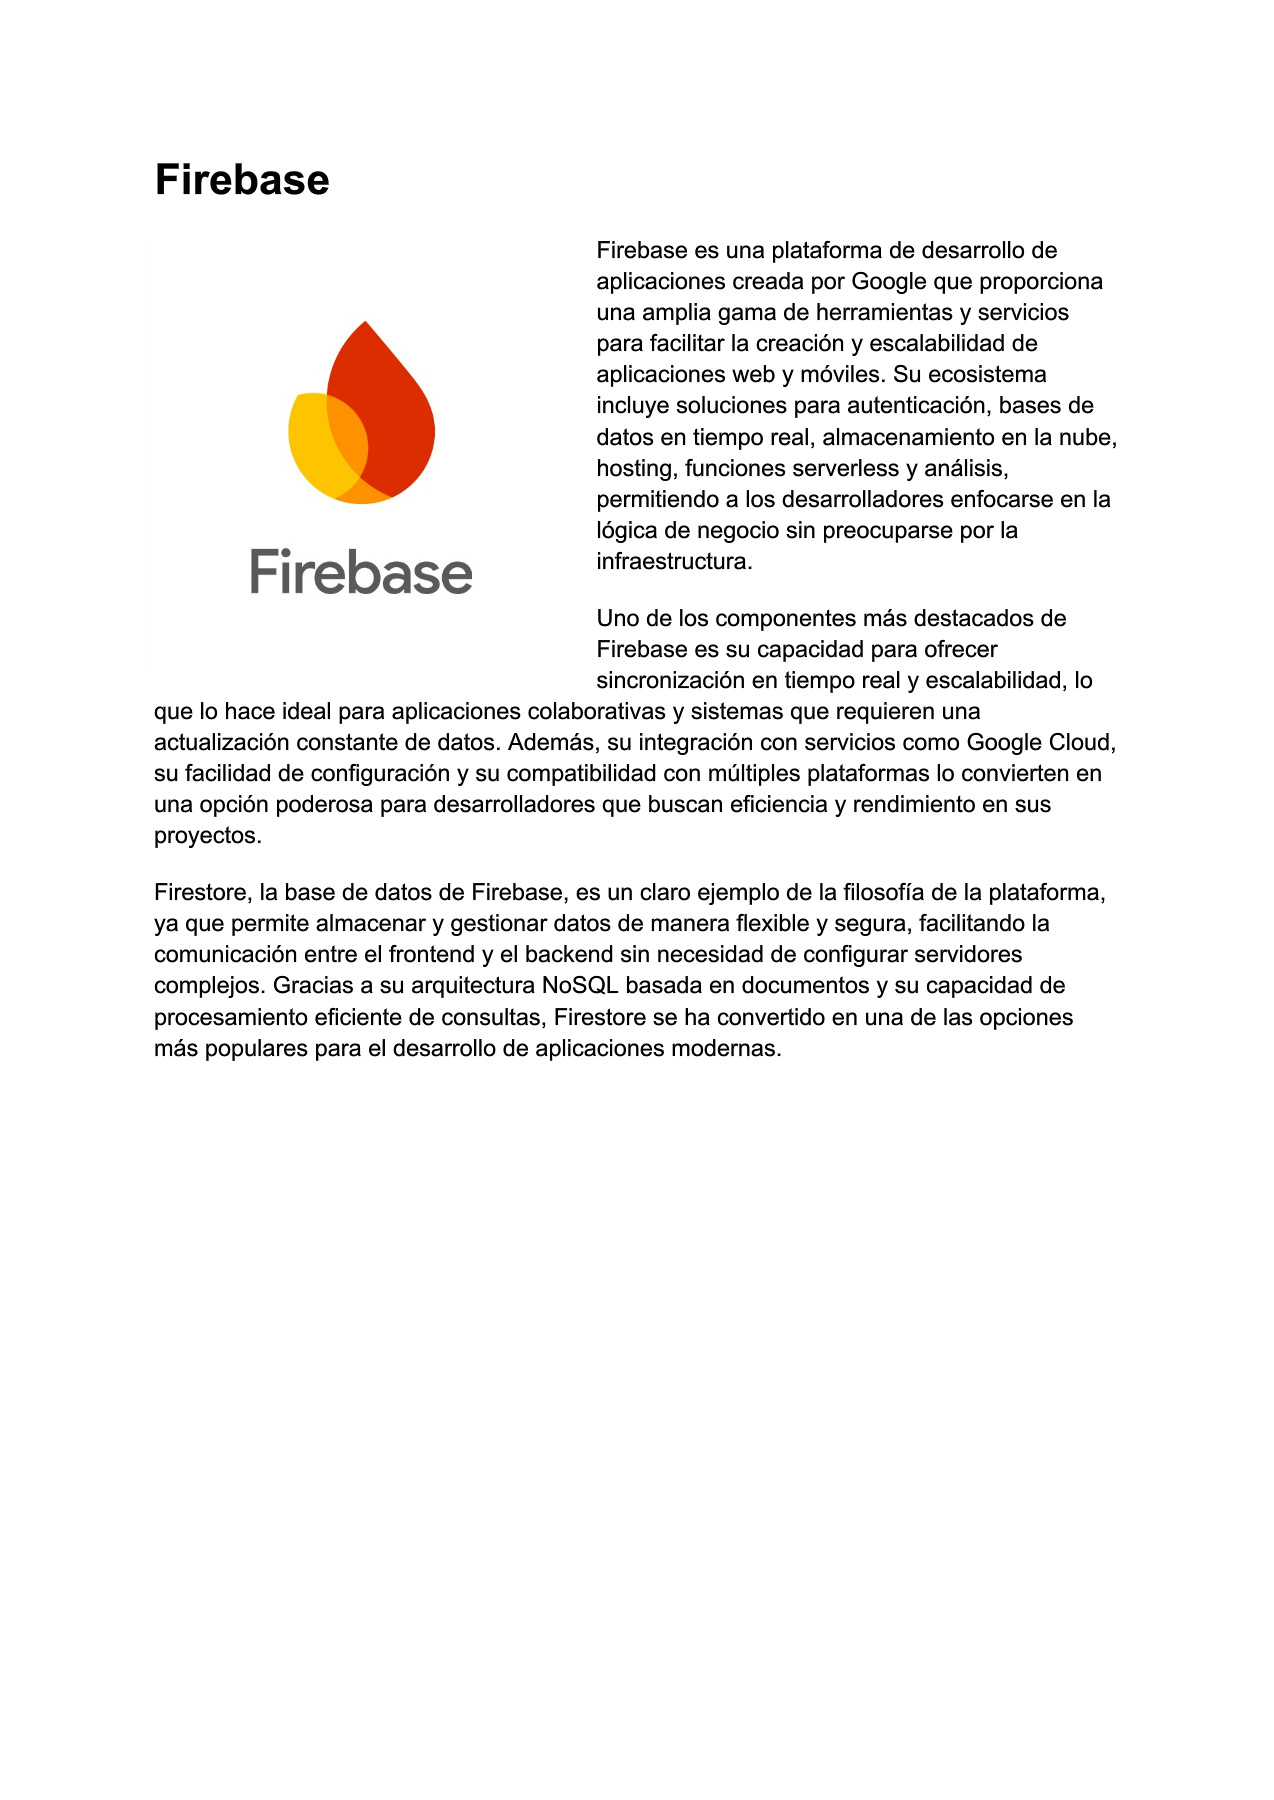 Firebase
Firebase
Firebase es una plataforma de desarrollo de
aplicaciones creada por Google que proporciona
una amplia gama de herramientas y servicios
para facilitar la creación y escalabilidad de
aplicaciones web y móviles. Su ecosistema
incluye soluciones para autenticación, bases de
datos en tiempo real, almacenamiento en la nube,
hosting, funciones serverless y análisis,
permitiendo a los desarrolladores enfocarse en la
lógica de negocio sin preocuparse por la
infraestructura.
Uno de los componentes más destacados de
Firebase es su capacidad para ofrecer
sincronización en tiempo real y escalabilidad, lo
que lo hace ideal para aplicaciones colaborativas y sistemas que requieren una
actualización constante de datos. Además, su integración con servicios como Google Cloud,
su facilidad de configuración y su compatibilidad con múltiples plataformas lo convierten en
una opción poderosa para desarrolladores que buscan eficiencia y rendimiento en sus
proyectos.
Firestore, la base de datos de Firebase, es un claro ejemplo de la filosofía de la plataforma,
ya que permite almacenar y gestionar datos de manera flexible y segura, facilitando la
comunicación entre el frontend y el backend sin necesidad de configurar servidores
complejos. Gracias a su arquitectura NoSQL basada en documentos y su capacidad de
procesamiento eficiente de consultas, Firestore se ha convertido en una de las opciones
más populares para el desarrollo de aplicaciones modernas.